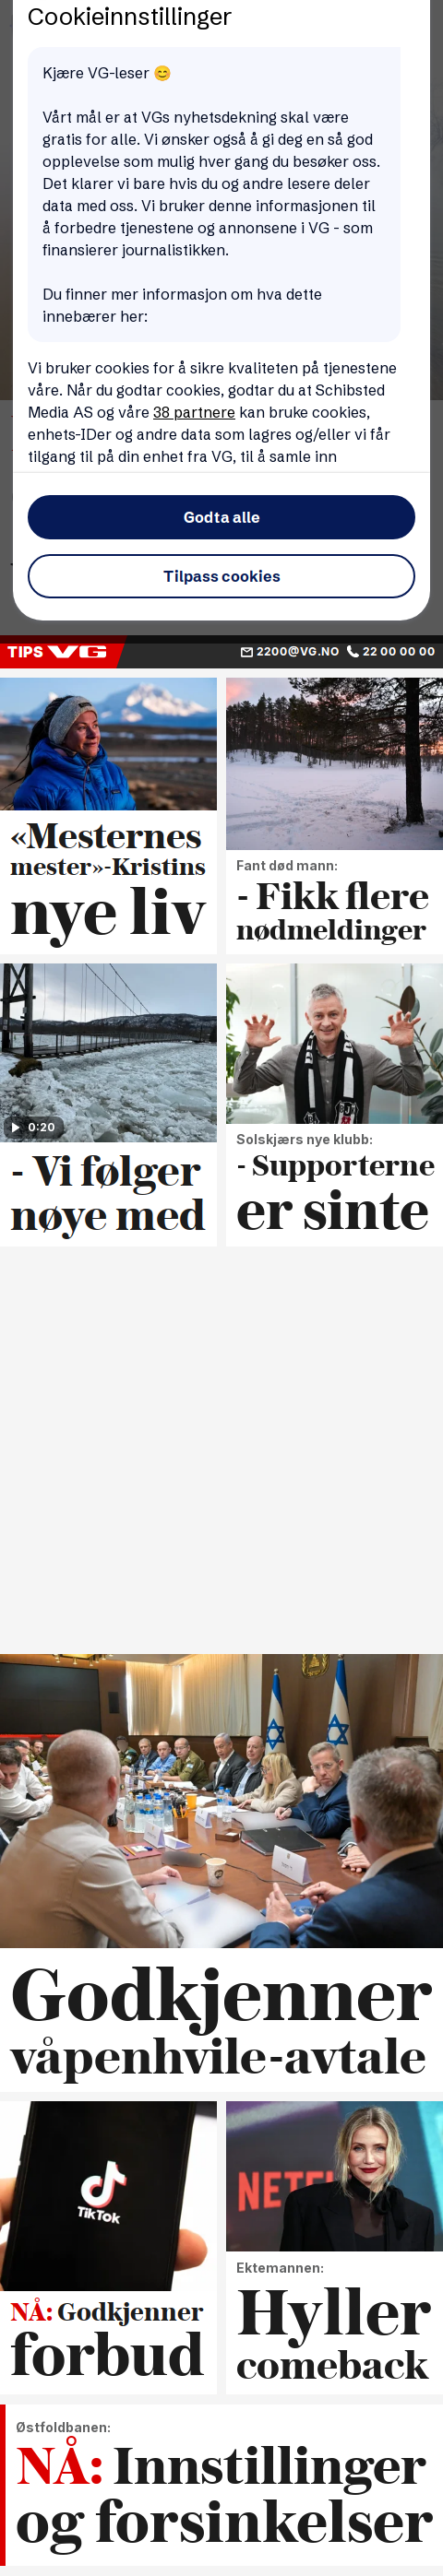 Cookieinnstillinger
Kjære VG-leser 😊
Vårt mål er at VGs nyhetsdekning skal være
gratis for alle. Vi ønsker også å gi deg en så god
opplevelse som mulig hver gang du besøker oss.
Det klarer vi bare hvis du og andre lesere deler
data med oss. Vi bruker denne informasjonen til
å forbedre tjenestene og annonsene i VG - som
finansierer journalistikken.
Du finner mer informasjon om hva dette
innebærer her:
Vi bruker cookies for å sikre kvaliteten på tjenestene
våre. Når du godtar cookies, godtar du at Schibsted
Media AS og våre 38 partnere kan bruke cookies,
enhets-IDer og andre data som lagres og/eller vi får
tilgang til på din enhet fra VG, til å samle inn
Godta alle
Tilpass cookies
TIPS VG 2200@VG.NO 22 00 00 00
«Mesternes
mester»-Kristins
nye liv
Fant død mann:
- Fikk flere
nødmeldinger
0:20
- Vi følger
nøye med
Solskjærs nye klubb:
- Supporterne
er sinte
Godkjenner
våpenhvile-avtale
TikTok
NÅ: Godkjenner
forbud
NETFLI
Ektemannen:
Hyller
comeback
Østfoldbanen:
NÅ: Innstillinger
og forsinkelser